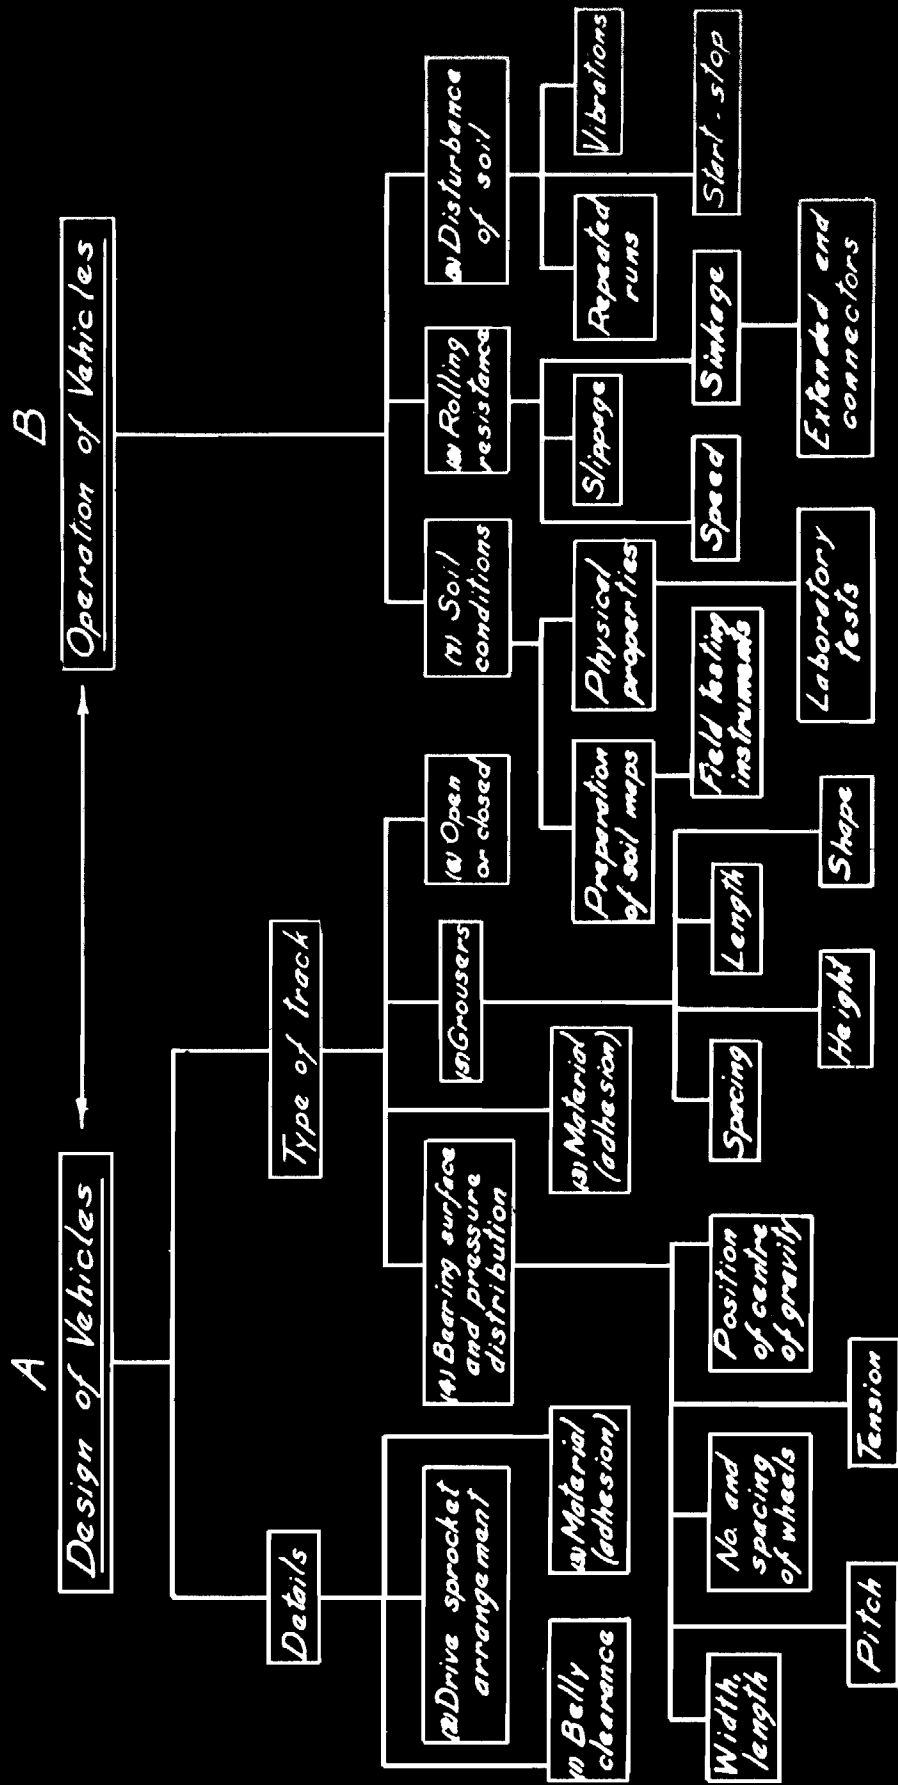 A
Design of Vehicles
B
Operation of Vehicles
Details
Type of track
(2) Drive sprocket
arrangement
(1) Belly
clearance
(3) Material
(adhesion)
(4) Bearing surface
and pressure
distribution
(3) Material
(adhesion)
(5) Grousers
(6) Open
or closed
Width,
length
Pitch
No. and
spacing
of wheels
Tension
Position
of centre
of gravity
Spacing
Height
Length
Shape
(7) Soil
conditions
(8) Rolling
resistance
(9) Disturbance
of soil
Preparation
of soil maps
Physical
properties
Field testing
instruments
Laboratory
tests
Speed
Slippage
Sinkage
Extended end
connectors
Repeated
runs
Start-stop
Vibrations